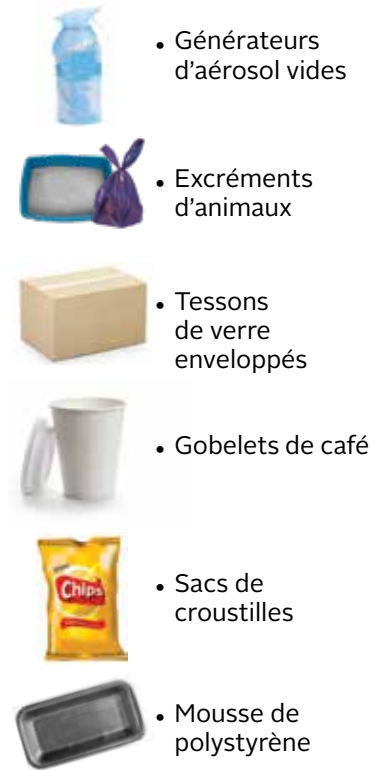 • Générateurs
d'aérosol vides
• Excréments
d'animaux
• Tessons
de verre
enveloppés
• Gobelets de café
Chips
• Sacs de
croustilles
• Mousse de
polystyrène